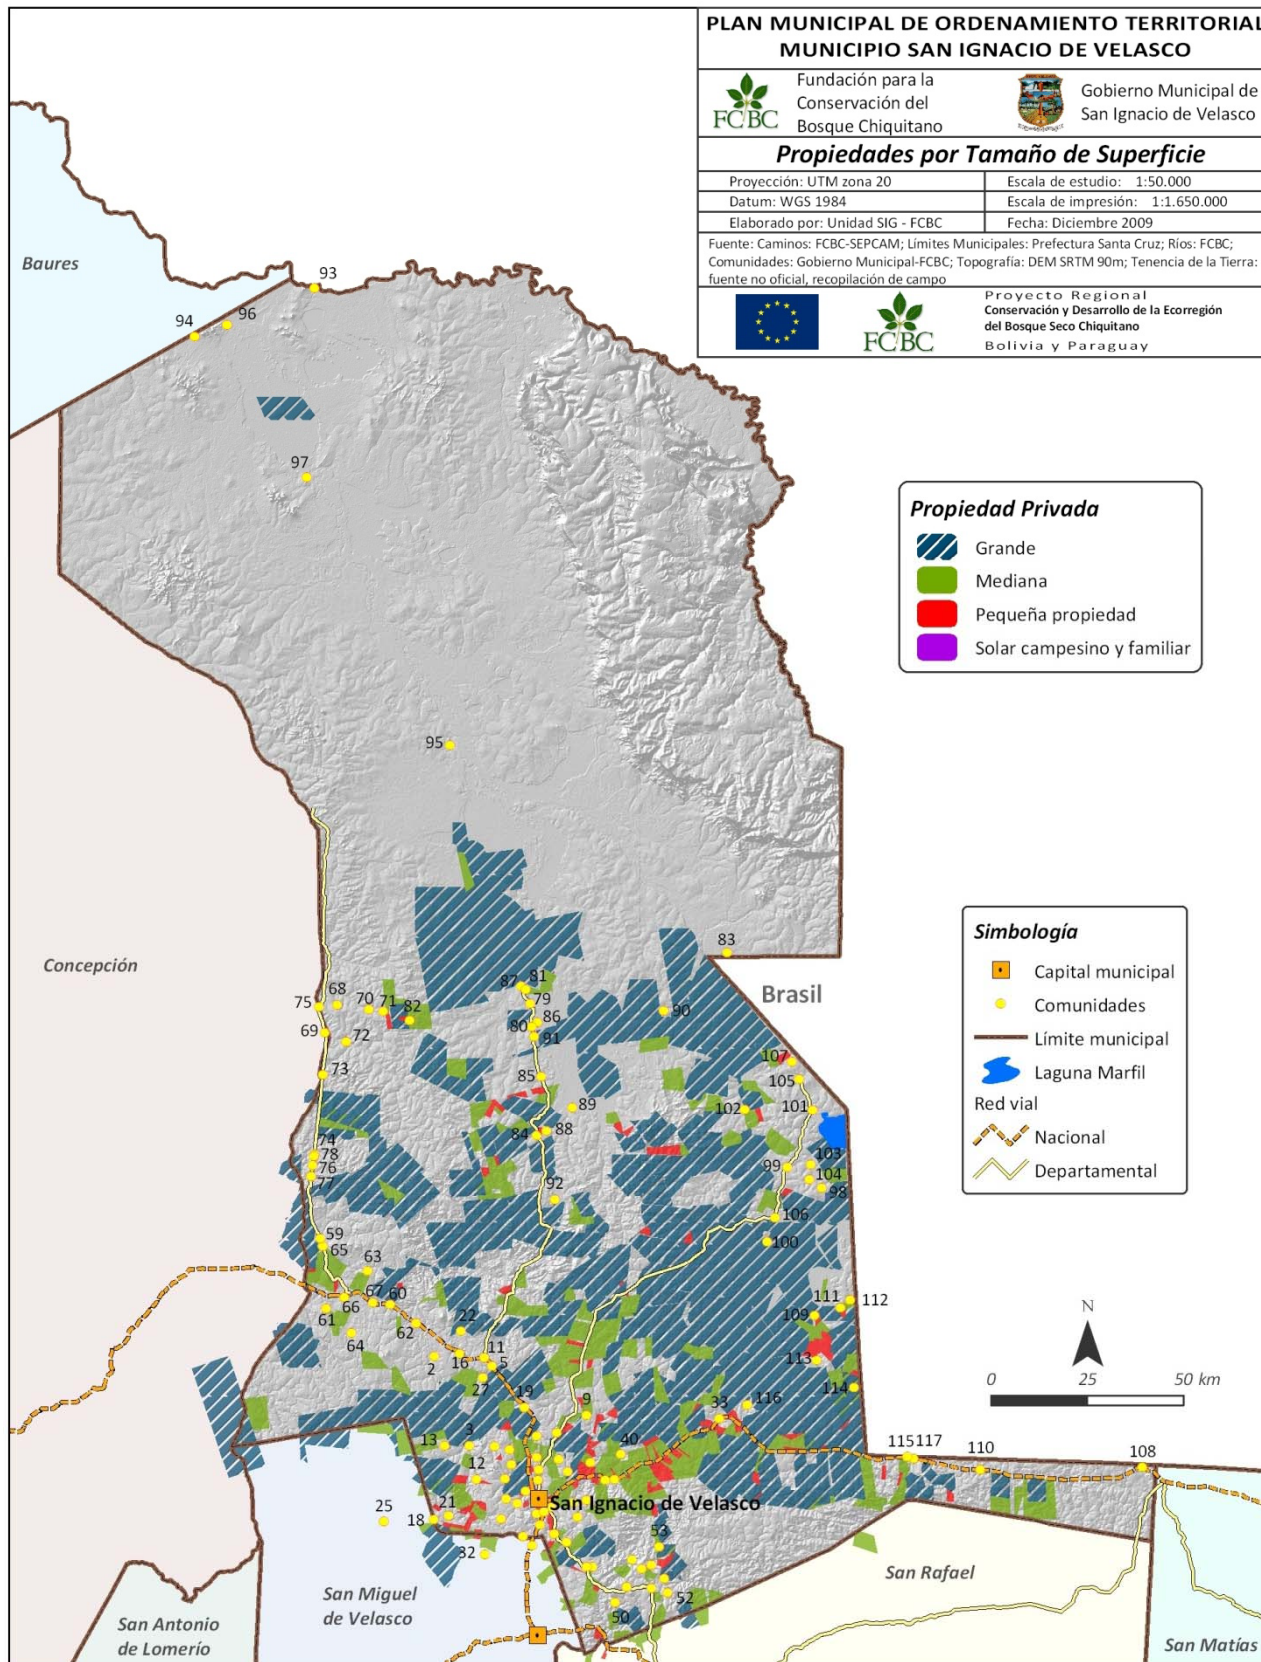 PLAN MUNICIPAL DE ORDENAMIENTO TERRITORIAL
MUNICIPIO SAN IGNACIO DE VELASCO
FCBC
Fundación para la
Conservación del
Bosque Chiquitano
Gobierno Municipal de
San Ignacio de Velasco
Propiedades por Tamaño de Superficie
Proyección: UTM zona 20
Escala de estudio: 1:50.000
Datum: WGS 1984
Escala de impresión: 1:1.650.000
Elaborado por: Unidad SIG - FCBC
Fecha: Diciembre 2009
Fuente: Caminos: FCBC-SEPCAM; Límites Municipales: Prefectura Santa Cruz; Ríos: FCBC;
Comunidades: Gobierno Municipal-FCBC; Topografía: DEM SRTM 90m; Tenencia de la Tierra:
fuente no oficial, recopilación de campo
FCBC
Proyecto Regional
Conservación y Desarrollo de la Ecorregión
del Bosque Seco Chiquitano
Bolivia y Paraguay
Baures
93
96
94
97
Propiedad Privada
Grande
Mediana
Pequeña propiedad
Solar campesino y familiar
95
Simbología
Capital municipal
Comunidades
Límite municipal
Laguna Marfil
Red vial
Nacional
Departamental
83
Concepción
Brasil
87
81
75
68
70
71
82
79
90
69
72
80
86
91
107
73
85
105
102
101
89
84
88
74
78
76
77
103
99
104
98
92
106
59
65
100
63
66
67
60
61
62
64
22
111
112
109
N
0
25
50 km
2
16
11
5
27
113
114
19
9
33
116
13
3
40
115
117
110
108
12
San Ignacio de Velasco
25
18
21
32
53
San Miguel
de Velasco
San Rafael
50
52
San Antonio
de Lomerío
San Matías